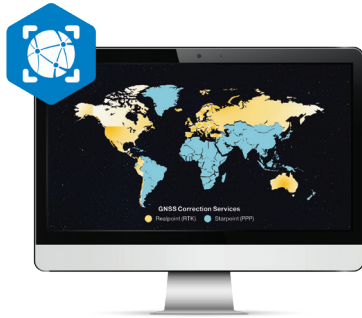 GNSS Correction Services
Realpoint (RTK) Starpoint (PPP)